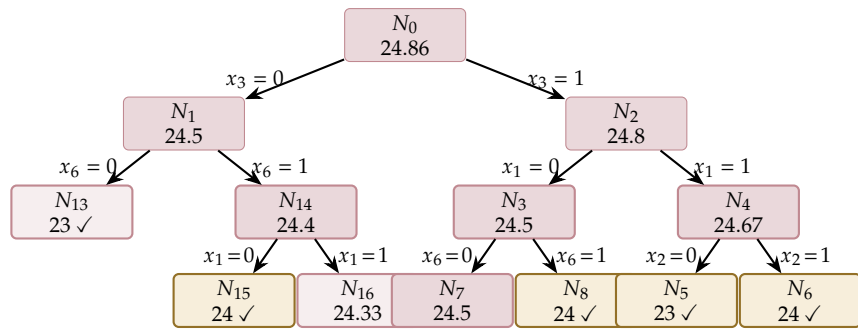 N₀
24.86
x₃ = 0
x₃ = 1
N₁
24.5
N₂
24.8
x₆ = 0
x₆ = 1
x₁ = 0
x₁ = 1
N₁₃
23 ✓
N₁₄
24.4
N₃
24.5
N₄
24.67
x₁ = 0
x₁ = 1
x₆ = 0
x₆ = 1
x₂ = 0
x₂ = 1
N₁₅
24 ✓
N₁₆
24.33
N₇
24.5
N₈
24 ✓
N₅
23 ✓
N₆
24 ✓